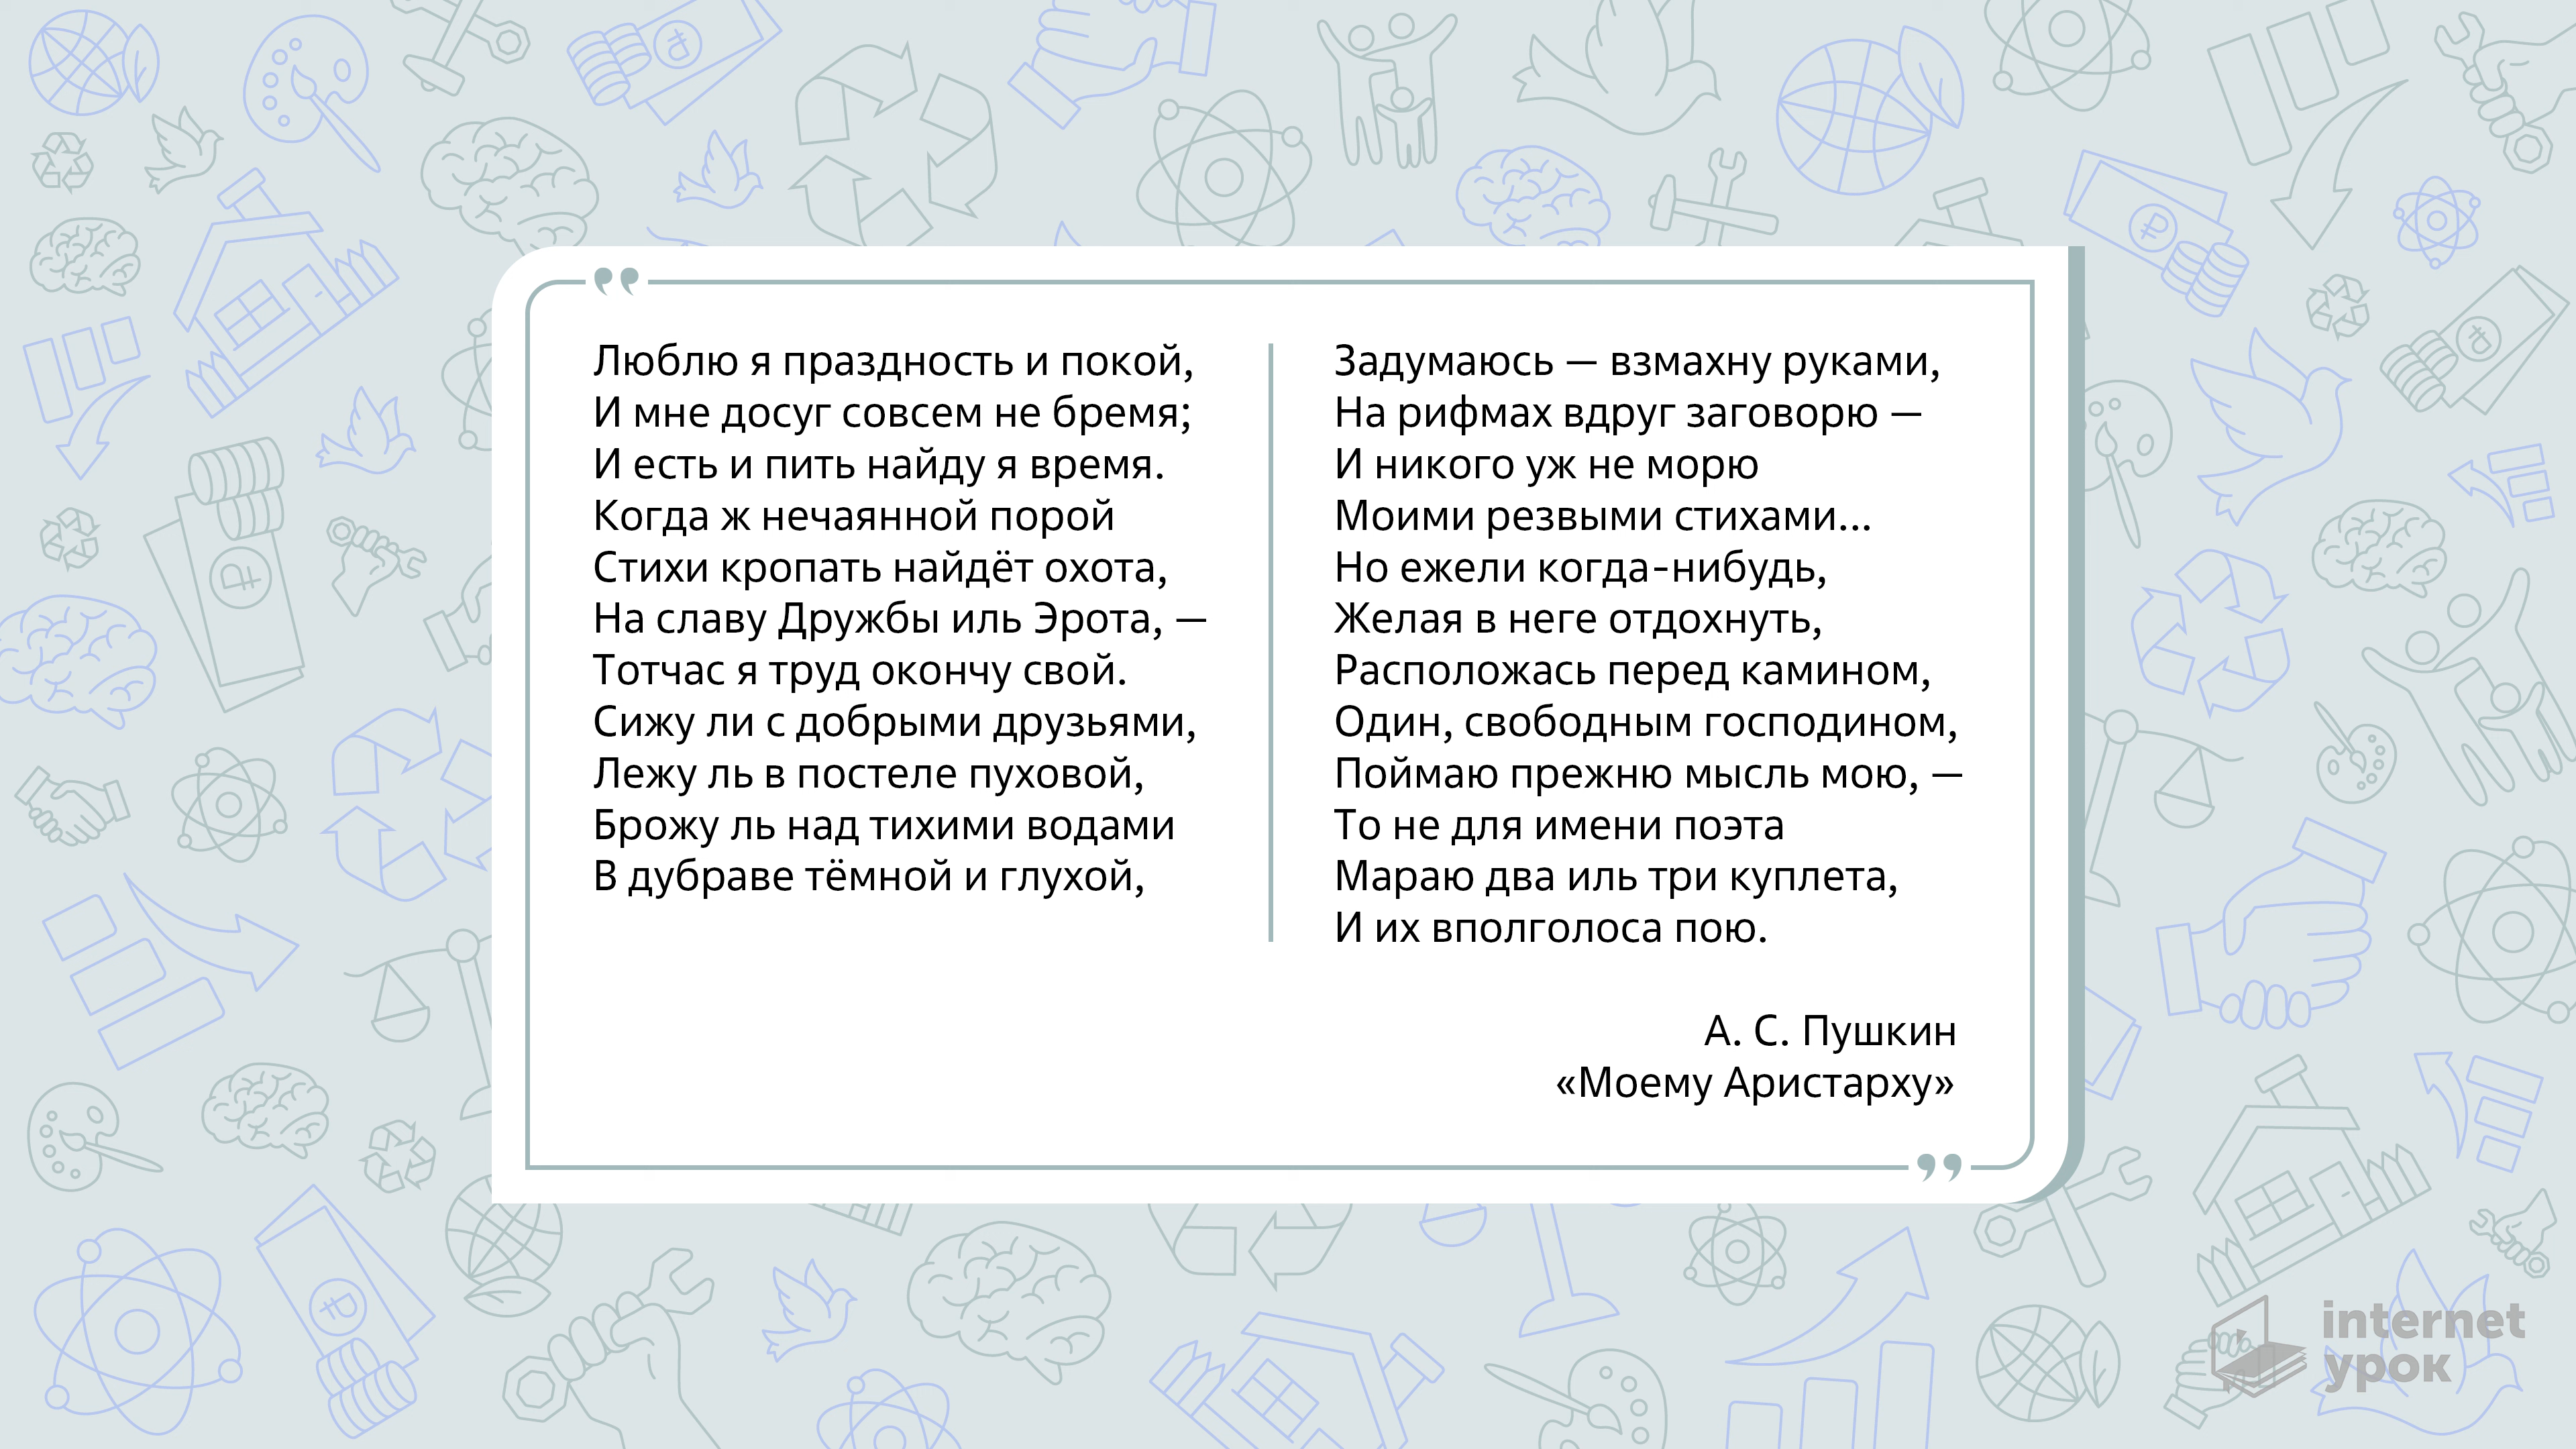 Люблю я праздность и покой,
И мне досуг совсем не бремя;
И есть и пить найду я время.
Когда ж нечаянной порой
Стихи кропать найдёт охота,
На славу Дружбы иль Эрота, —
Тотчас я труд окончу свой.
Сижу ли с добрыми друзьями,
Лежу ль в постеле пуховой,
Брожу ль над тихими водами
В дубраве тёмной и глухой,
Задумаюсь — взмахну руками,
На рифмах вдруг заговорю —
И никого уж не морю
Моими резвыми стихами...
Но ежели когда-нибудь,
Желая в неге отдохнуть,
Расположась перед камином,
Один, свободным господином,
Поймаю прежню мысль мою, —
То не для имени поэта
Мараю два иль три куплета,
И их вполголоса пою.
А. С. Пушкин
«Моему Аристарху»
internet
урок